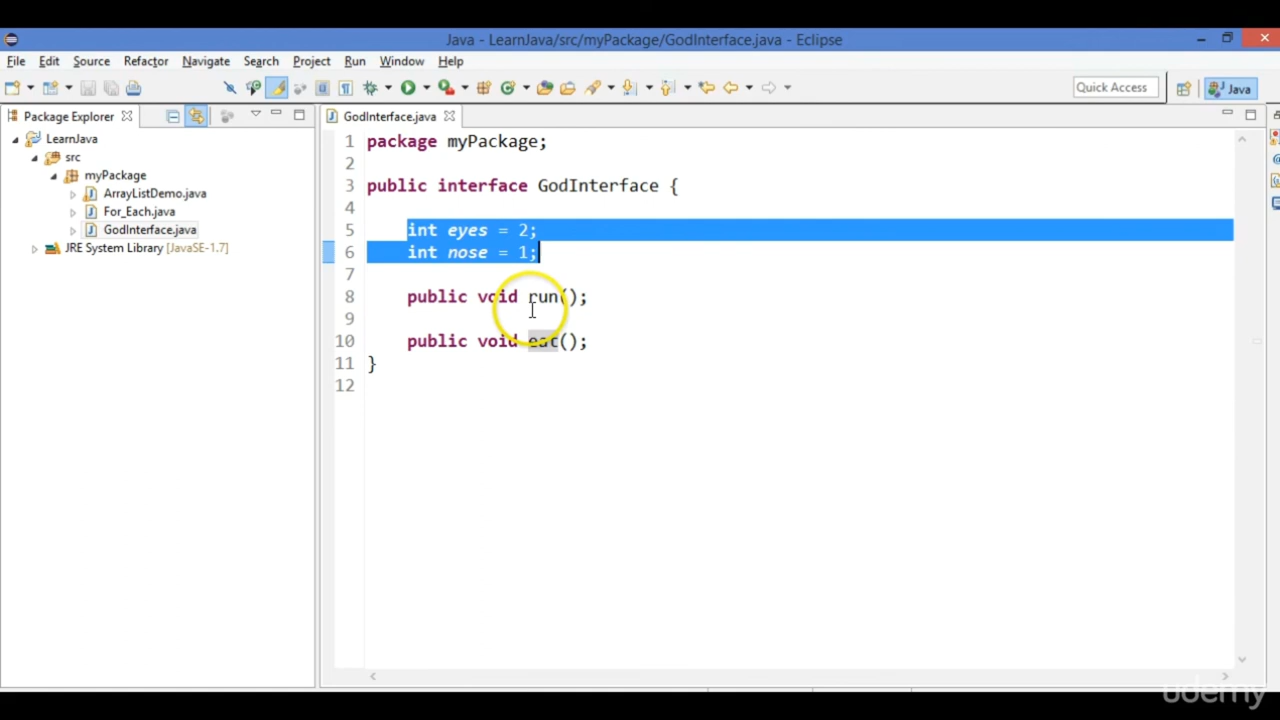 Java - LearnJava/src/myPackage/GodInterface.java - Eclipse
File Edit Source Refactor Navigate Search Project Run Window Help
Quick Access
Java
Package Explorer
LearnJava
src
myPackage
ArrayListDemo.java
For_Each.java
GodInterface.java
JRE System Library [JavaSE-1.7]
GodInterface.java
1 package myPackage;
2
3 public interface GodInterface {
4
5 int eyes = 2;
6 int nose = 1;
7
8 public void run();
9
10 public void eat();
11 }
12
udemy